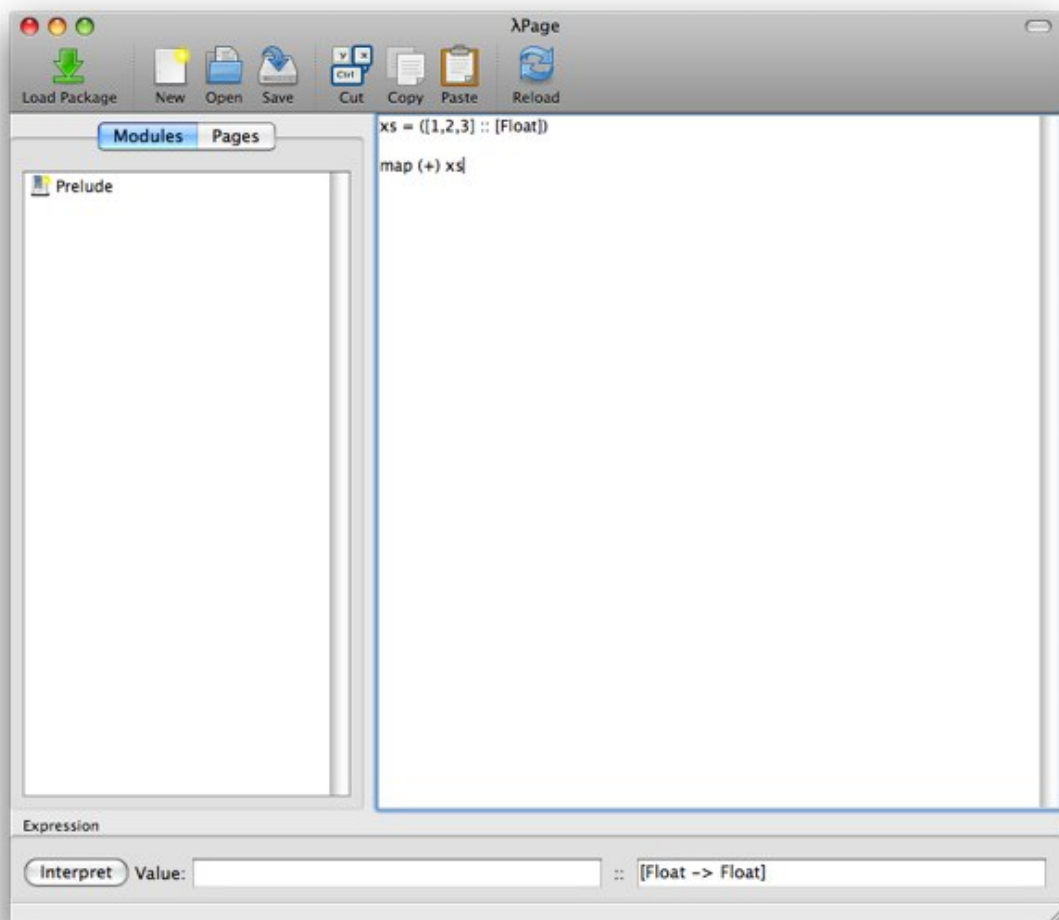 λPage
Load Package New Open Save Cut Copy Paste Reload
Modules Pages
Prelude
xs = ([1,2,3] :: [Float])
map (+) xs
Expression
Interpret Value: :: [Float -> Float]